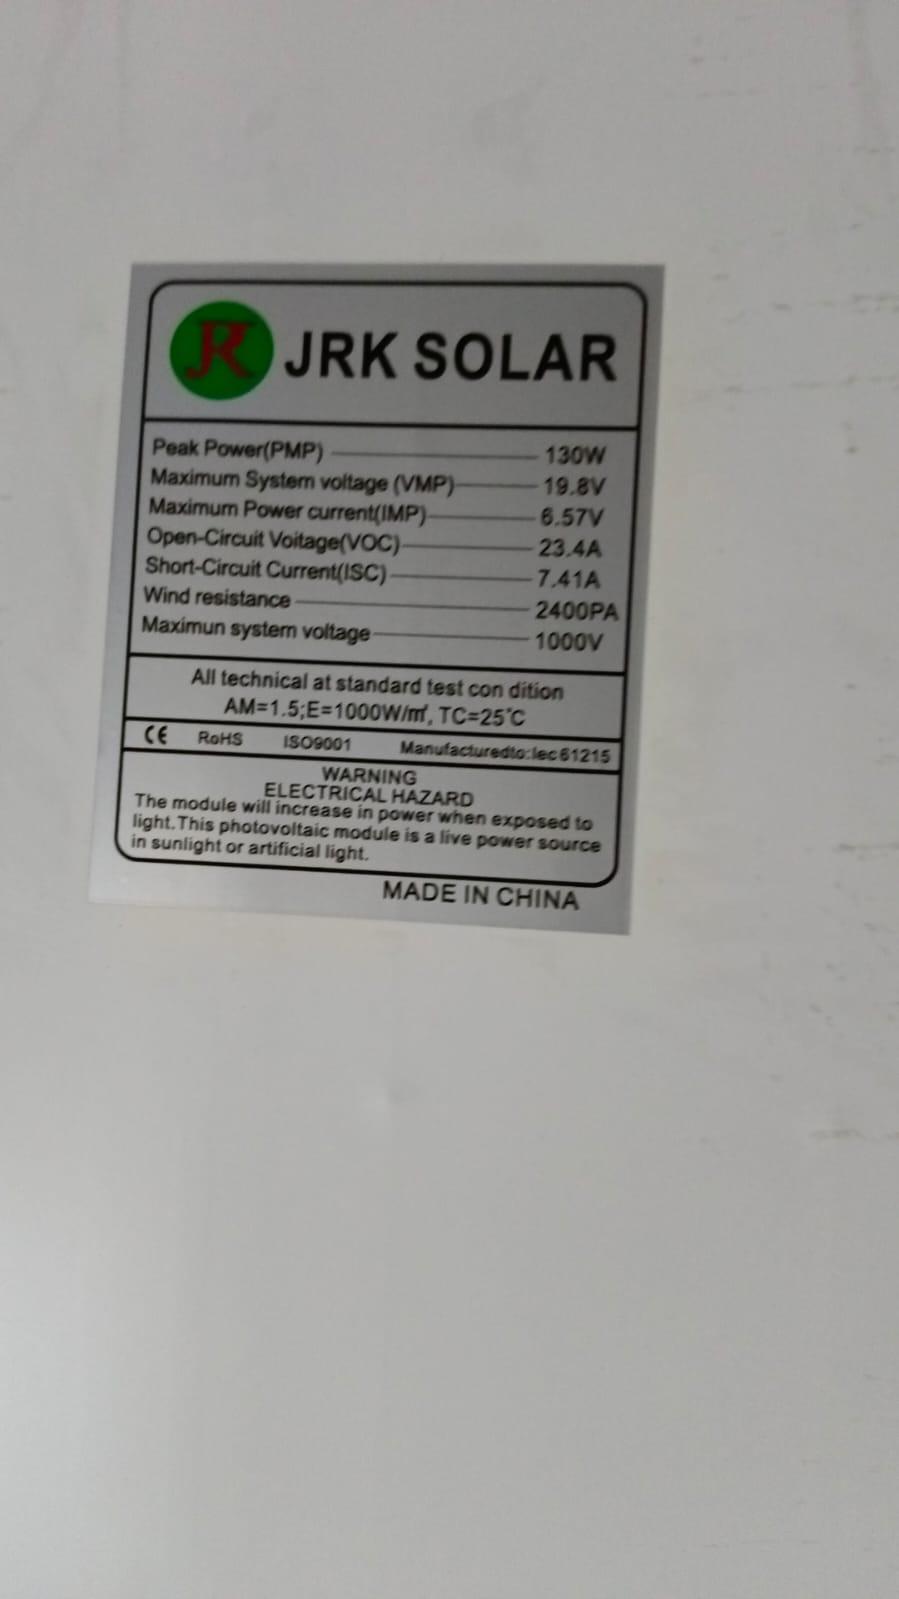 JR JRK SOLAR
Peak Power(PMP) 130W
Maximum System voltage (VMP) 19.8V
Maximum Power current(IMP) 6.57V
Open-Circuit Voitage(VOC) 23.4A
Short-Circuit Current(ISC) 7.41A
Wind resistance 2400PA
Maximun system voltage 1000V
All technical at standard test con dition
AM=1.5;E=1000W/㎡, TC=25℃
CE RoHS ISO9001 Manufacturedto:Iec61215
WARNING
ELECTRICAL HAZARD
The module will increase in power when exposed to
light.This photovoltaic module is a live power source
in sunlight or artificial light.
MADE IN CHINA